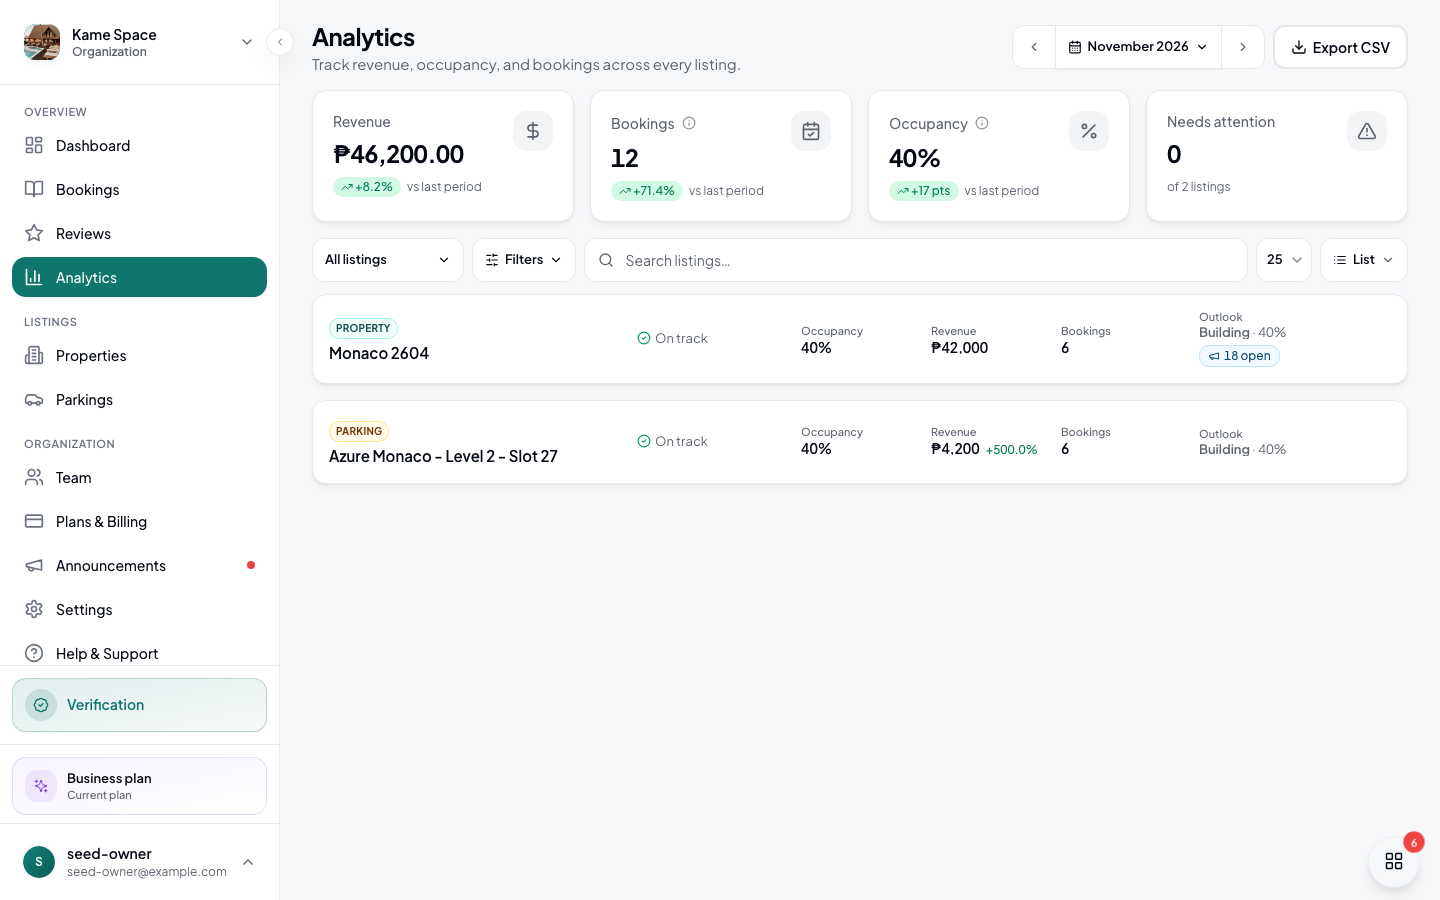 Kame Space
Organization
OVERVIEW
Dashboard
Bookings
Reviews
Analytics
LISTINGS
Properties
Parkings
ORGANIZATION
Team
Plans & Billing
Announcements
Settings
Help & Support
Verification
Business plan
Current plan
S
seed-owner
seed-owner@example.com
Analytics
Track revenue, occupancy, and bookings across every listing.
November 2026
Export CSV
Revenue
₱46,200.00
+8.2% vs last period
Bookings
12
+71.4% vs last period
Occupancy
40%
+17 pts vs last period
Needs attention
0
of 2 listings
All listings
Filters
Search listings...
25
List
PROPERTY
Monaco 2604
On track
Occupancy
40%
Revenue
₱42,000
Bookings
6
Outlook
Building · 40%
18 open
PARKING
Azure Monaco - Level 2 - Slot 27
On track
Occupancy
40%
Revenue
₱4,200 +500.0%
Bookings
6
Outlook
Building · 40%
6